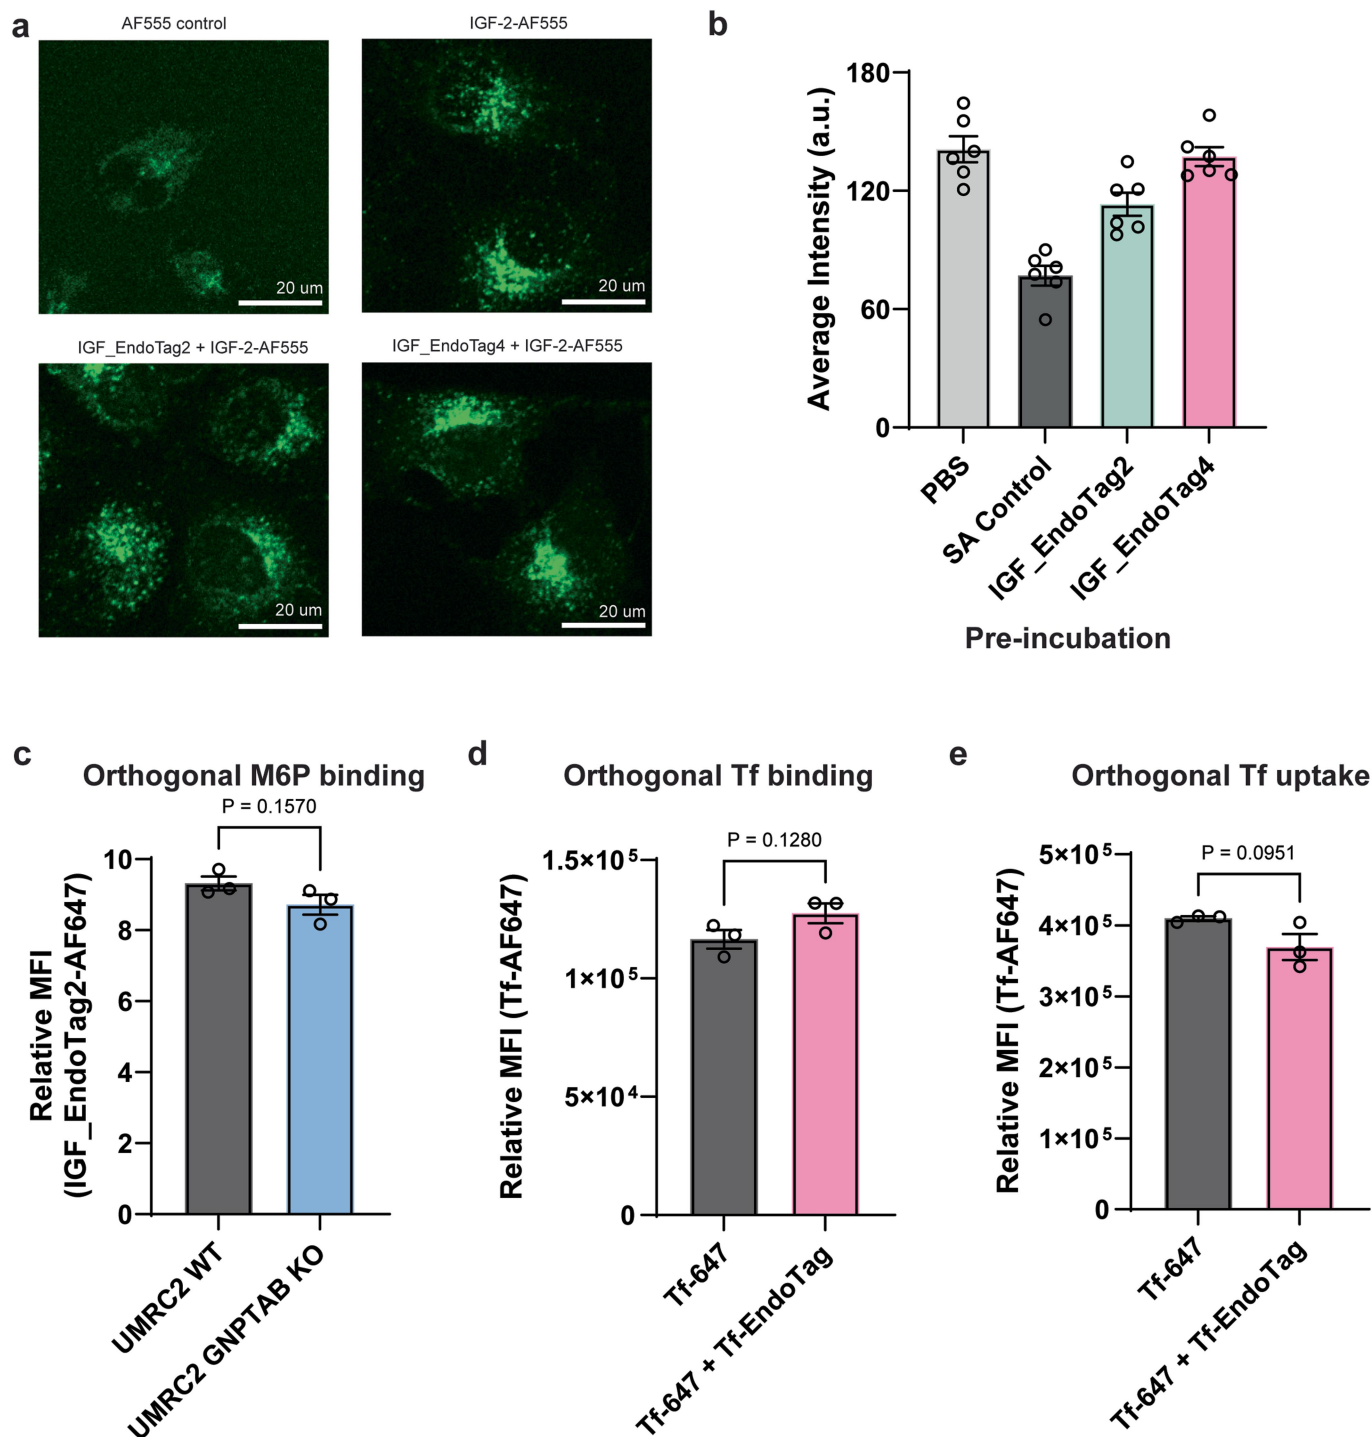 a
AF555 control
20 um
IGF-2-AF555
20 um
IGF_EndoTag2 + IGF-2-AF555
20 um
IGF_EndoTag4 + IGF-2-AF555
20 um
b
Average Intensity (a.u.)
180
120
60
0
PBS
SA Control
IGF_EndoTag2
IGF_EndoTag4
Pre-incubation
c
Orthogonal M6P binding
P = 0.1570
Relative MFI
(IGF_EndoTag2-AF647)
10
8
6
4
2
0
UMRC2 WT
UMRC2 GNPTAB KO
d
Orthogonal Tf binding
P = 0.1280
Relative MFI (Tf-AF647)
1.5×10⁵
1×10⁵
5×10⁴
0
Tf-647
Tf-647 + Tf-EndoTag
e
Orthogonal Tf uptake
P = 0.0951
Relative MFI (Tf-AF647)
5×10⁵
4×10⁵
3×10⁵
2×10⁵
1×10⁵
0
Tf-647
Tf-647 + Tf-EndoTag